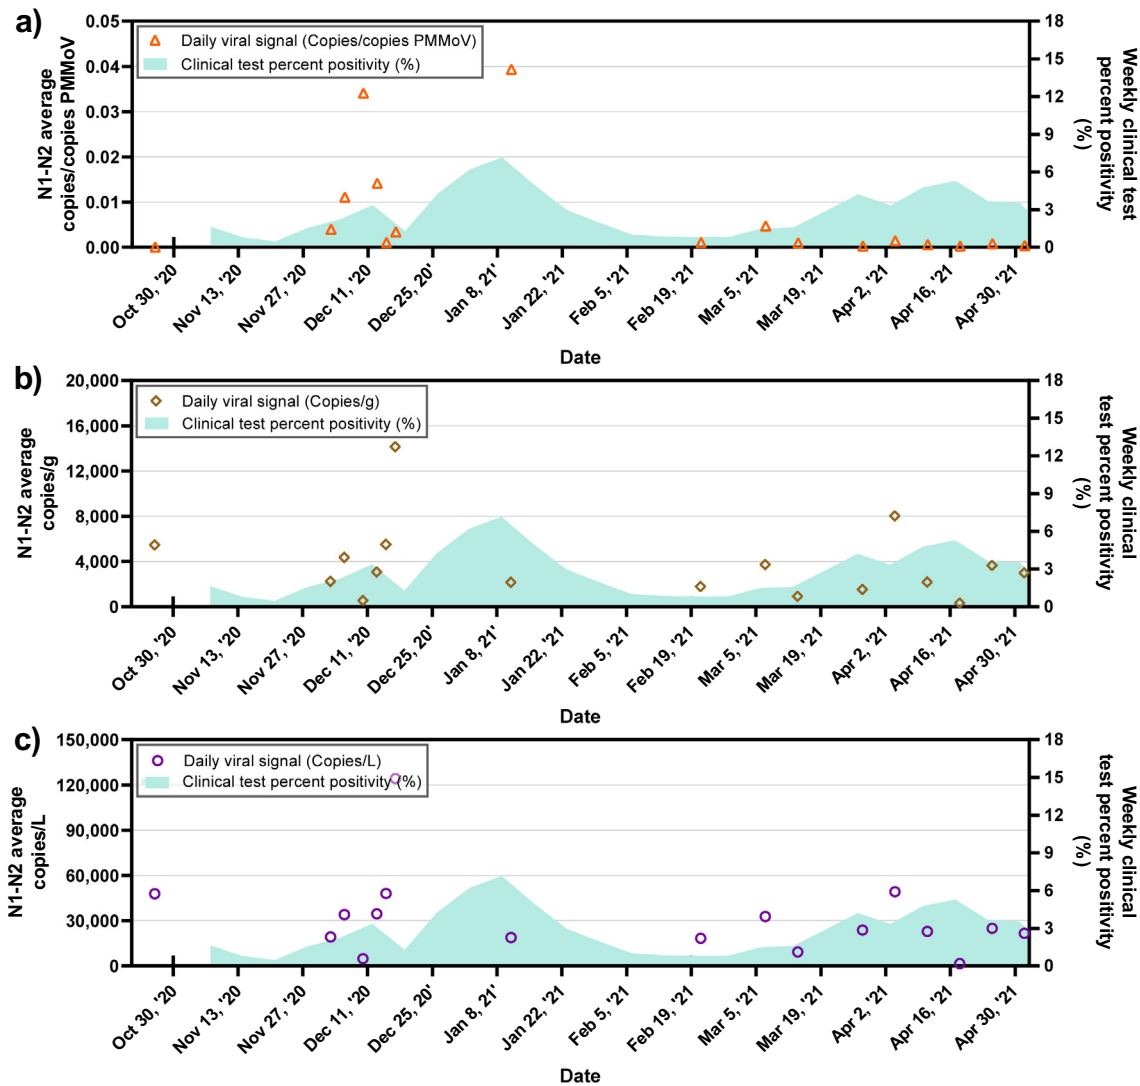 a)
0.05
0.04
0.03
0.02
0.01
0.00
N1-N2 average
copies/copies PMMoV
Daily viral signal (Copies/copies PMMoV)
Clinical test percent positivity (%)
18
15
12
9
6
3
0
Weekly clinical test
percent positivity
(%)
Oct 30, '20
Nov 13, '20
Nov 27, '20
Dec 11, '20
Dec 25, 20'
Jan 8, 21'
Jan 22, '21
Feb 5, '21
Feb 19, '21
Mar 5, '21
Mar 19, '21
Apr 2, '21
Apr 16, '21
Apr 30, '21
Date
b)
20,000
16,000
12,000
8,000
4,000
0
N1-N2 average
copies/g
Daily viral signal (Copies/g)
Clinical test percent positivity (%)
18
15
12
9
6
3
0
Weekly clinical
test percent positivity
(%)
Oct 30, '20
Nov 13, '20
Nov 27, '20
Dec 11, '20
Dec 25, 20'
Jan 8, 21'
Jan 22, '21
Feb 5, '21
Feb 19, '21
Mar 5, '21
Mar 19, '21
Apr 2, '21
Apr 16, '21
Apr 30, '21
Date
c)
150,000
120,000
90,000
60,000
30,000
0
N1-N2 average
copies/L
Daily viral signal (Copies/L)
Clinical test percent positivity (%)
18
15
12
9
6
3
0
Weekly clinical
test percent positivity
(%)
Oct 30, '20
Nov 13, '20
Nov 27, '20
Dec 11, '20
Dec 25, 20'
Jan 8, 21'
Jan 22, '21
Feb 5, '21
Feb 19, '21
Mar 5, '21
Mar 19, '21
Apr 2, '21
Apr 16, '21
Apr 30, '21
Date